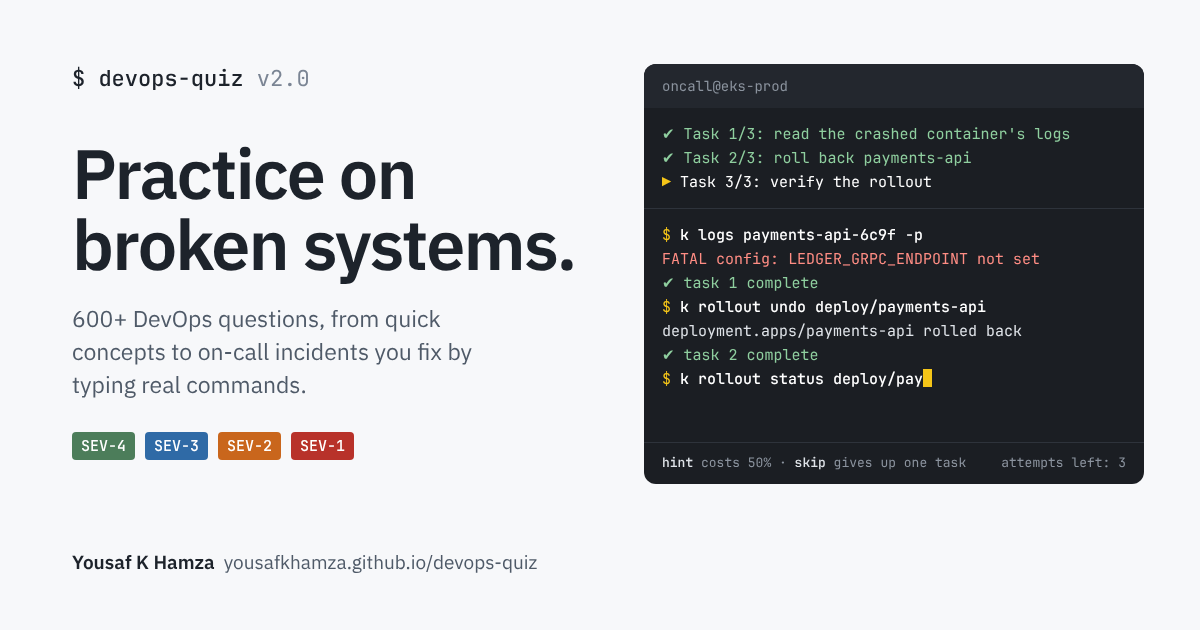 $ devops-quiz v2.0
Practice on
broken systems.
600+ DevOps questions, from quick
concepts to on-call incidents you fix by
typing real commands.
SEV-4 SEV-3 SEV-2 SEV-1
Yousaf K Hamza yousafkhamza.github.io/devops-quiz
oncall@eks-prod
✔ Task 1/3: read the crashed container's logs
✔ Task 2/3: roll back payments-api
▶ Task 3/3: verify the rollout
$ k logs payments-api-6c9f -p
FATAL config: LEDGER_GRPC_ENDPOINT not set
✔ task 1 complete
$ k rollout undo deploy/payments-api
deployment.apps/payments-api rolled back
✔ task 2 complete
$ k rollout status deploy/pay
hint costs 50% · skip gives up one task attempts left: 3